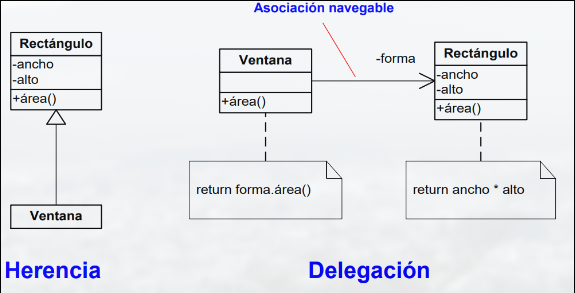 Asociación navegable
Rectángulo
-ancho
-alto
+área()
Ventana
Herencia
Ventana
+área()
-forma
Rectángulo
-ancho
-alto
+área()
return forma.área()
return ancho * alto
Delegación